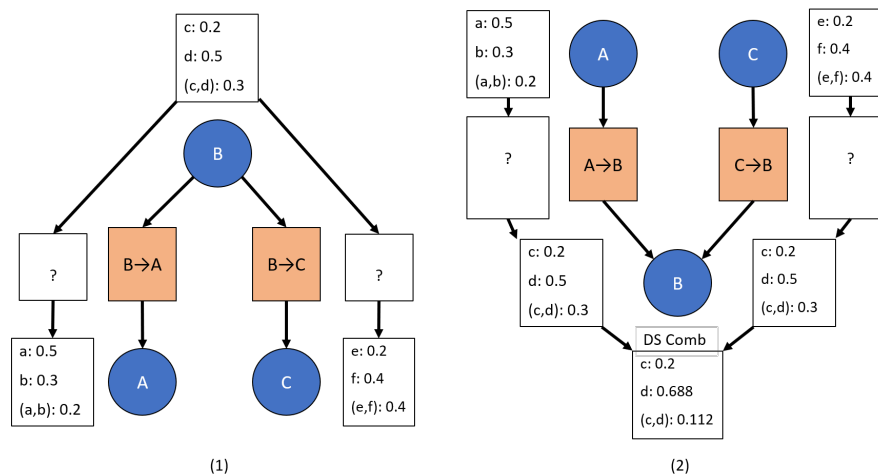 c: 0.2
d: 0.5
(c,d): 0.3
B
?
B→A
B→C
?
a: 0.5
b: 0.3
(a,b): 0.2
A
C
e: 0.2
f: 0.4
(e,f): 0.4
(1)
a: 0.5
b: 0.3
(a,b): 0.2
A
C
e: 0.2
f: 0.4
(e,f): 0.4
?
A→B
C→B
?
c: 0.2
d: 0.5
(c,d): 0.3
B
c: 0.2
d: 0.5
(c,d): 0.3
DS Comb
c: 0.2
d: 0.688
(c,d): 0.112
(2)